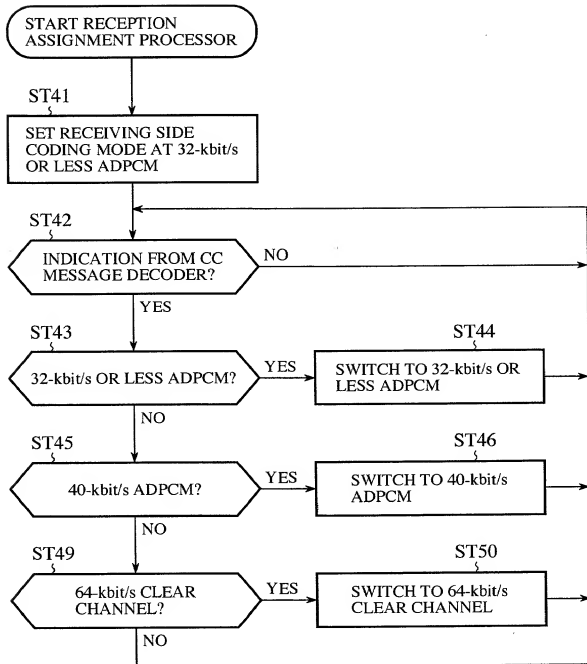 START RECEPTION
ASSIGNMENT PROCESSOR
ST41
SET RECEIVING SIDE
CODING MODE AT 32-kbit/s
OR LESS ADPCM
ST42
INDICATION FROM CC
MESSAGE DECODER?
NO
YES
ST43
32-kbit/s OR LESS ADPCM?
YES
ST44
SWITCH TO 32-kbit/s OR
LESS ADPCM
NO
ST45
40-kbit/s ADPCM?
YES
ST46
SWITCH TO 40-kbit/s
ADPCM
NO
ST49
64-kbit/s CLEAR
CHANNEL?
YES
ST50
SWITCH TO 64-kbit/s
CLEAR CHANNEL
NO